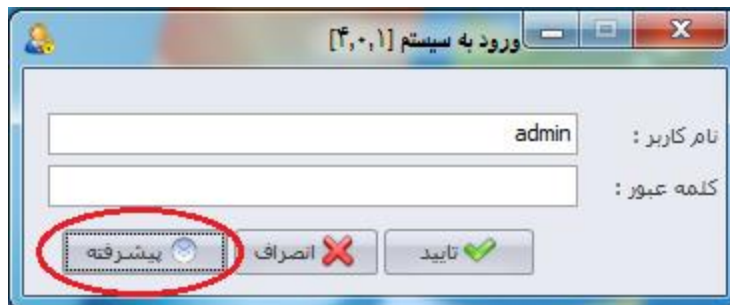 ورود به سیستم [۴,۰,۱]
نام کاربر : admin
کلمه عبور :
تایید انصراف پیشرفته